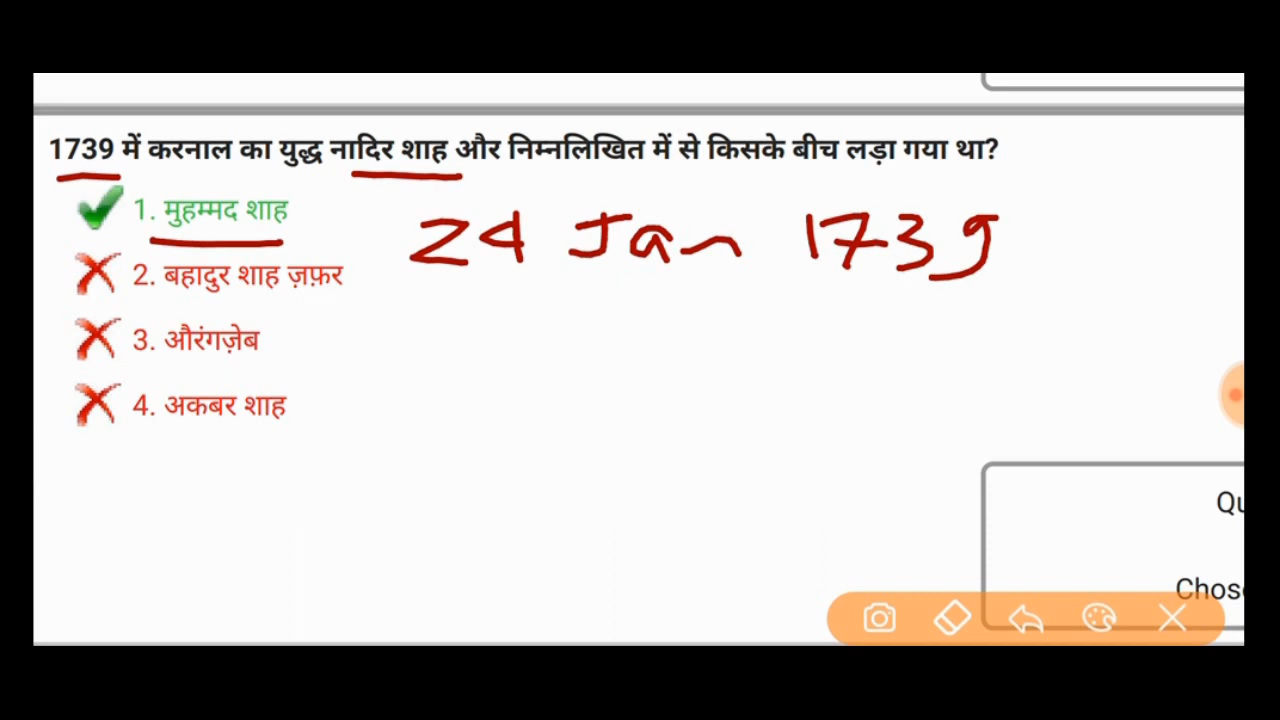 1739 में करनाल का युद्ध नादिर शाह और निम्नलिखित में से किसके बीच लड़ा गया था?
1. मुहम्मद शाह
24 Jan 1739
2. बहादुर शाह ज़फ़र
3. औरंगज़ेब
4. अकबर शाह
Qu
Chose